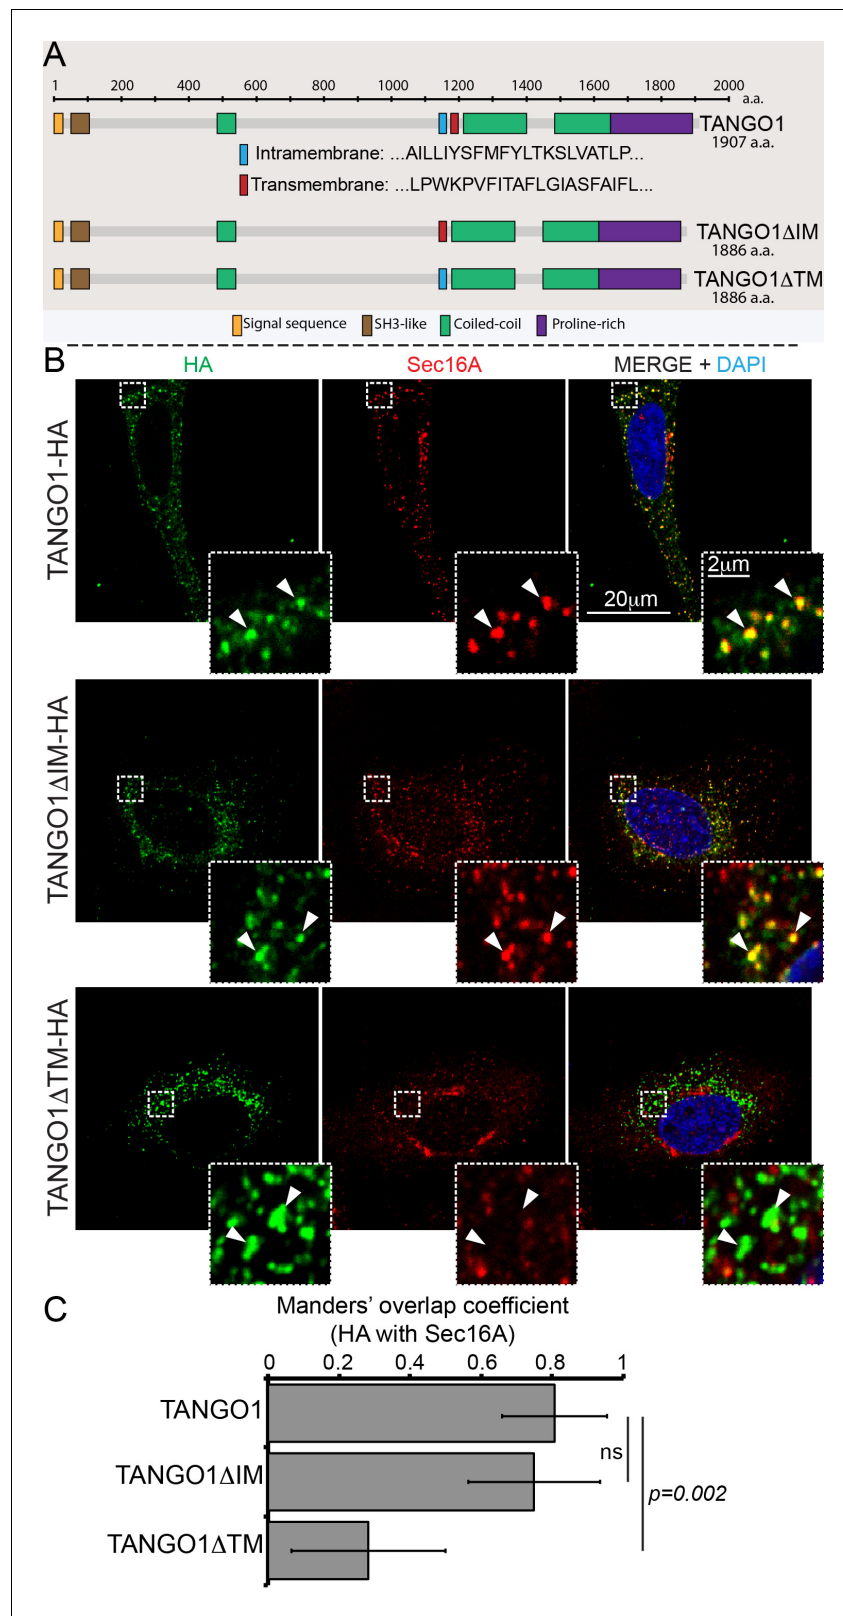 A
1 200 400 600 800 1000 1200 1400 1600 1800 2000
a.a.
TANGO1
1907 a.a.
Intramembrane: ...AILLIYSFMFYLTKSLVATLP...
Transmembrane: ...LPWKPVFITAFLGIASFAIFL...
TANGO1ΔIM
1886 a.a.
TANGO1ΔTM
1886 a.a.
Signal sequence SH3-like Coiled-coil Proline-rich
B
HA Sec16A MERGE + DAPI
TANGO1-HA
2μm
20μm
TANGO1ΔIM-HA
TANGO1ΔTM-HA
C
Manders' overlap coefficient
(HA with Sec16A)
0 0.2 0.4 0.6 0.8 1
TANGO1
TANGO1ΔIM
TANGO1ΔTM
ns
p=0.002